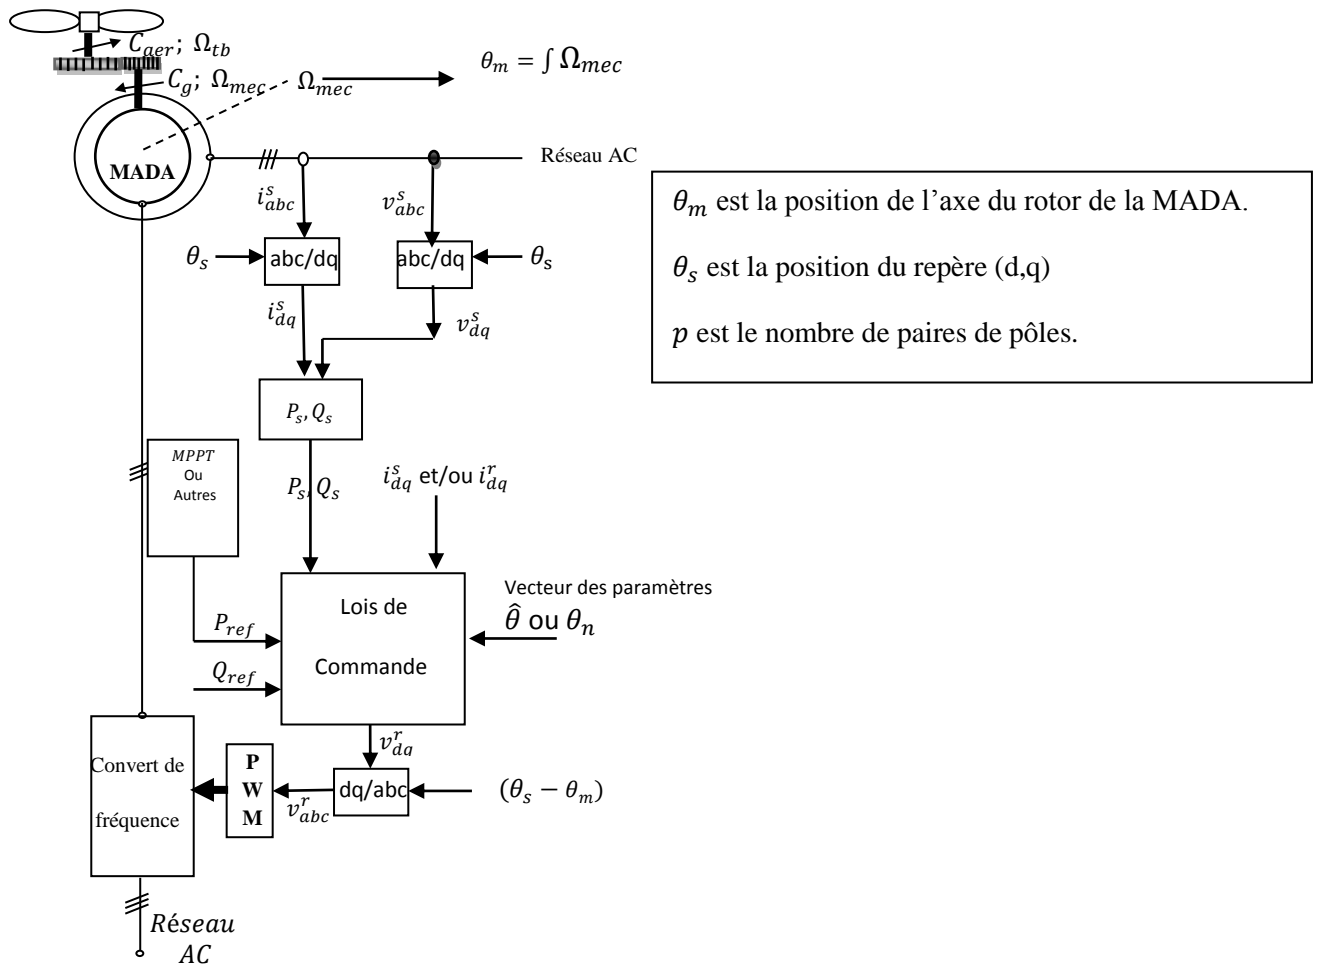 C_aer; Ω_tb
θ_m = ∫ Ω_mec
C_g; Ω_mec
Ω_mec
MADA
Réseau AC
i^s_abc
v^s_abc
θ_s
abc/dq
abc/dq
θ_s
i^s_dq
v^s_dq
θ_m est la position de l’axe du rotor de la MADA.
θ_s est la position du repère (d,q)
p est le nombre de paires de pôles.
P_s, Q_s
MPPT
Ou
Autres
P_s, Q_s
i^s_dq et/ou i^r_dq
Lois de
Commande
Vecteur des paramètres
θ̂ ou θ_n
P_ref
Q_ref
v^r_dq
Convert de
fréquence
P
W
M
v^r_abc
dq/abc
(θ_s − θ_m)
Réseau
AC